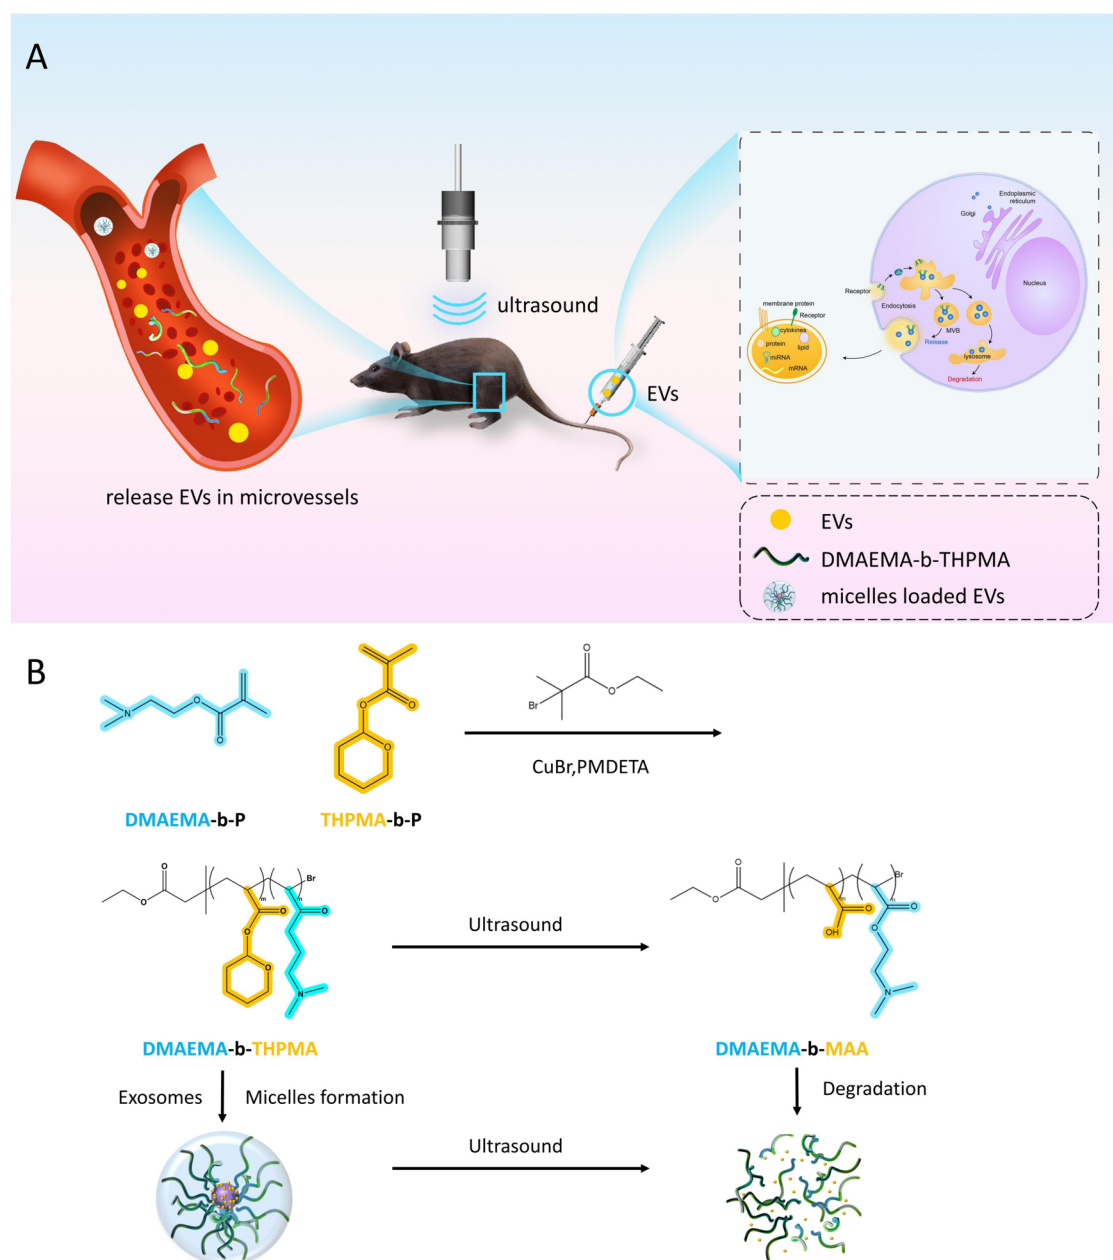 A
ultrasound
EVs
release EVs in microvessels
Endoplasmic
reticulum
Golgi
Nucleus
Receptor
Endocytosis
MVB
Release
lysosome
Degradation
membrane protein
Receptor
cytokines
protein
lipid
miRNA
mRNA
EVs
DMAEMA-b-THPMA
micelles loaded EVs
B
N
O
O
O
O
O
Br
O
O
CuBr,PMDETA
DMAEMA-b-P
THPMA-b-P
O
O
m
n
Br
O
O
O
O
N
Ultrasound
O
O
m
n
Br
O
OH
O
O
N
DMAEMA-b-THPMA
DMAEMA-b-MAA
Exosomes
Micelles formation
Degradation
Ultrasound